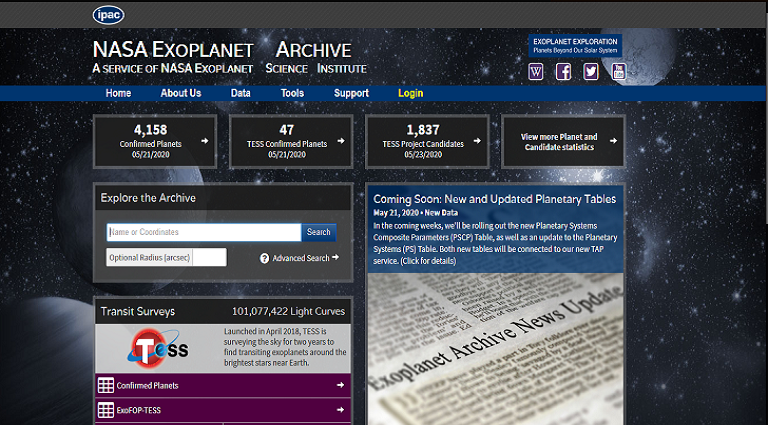 ipac
NASA Exoplanet Archive
A service of NASA Exoplanet Science Institute
EXOPLANET EXPLORATION
Planets Beyond Our Solar System
W
You
Home About Us Data Tools Support Login
4,158
Confirmed Planets
05/21/2020
47
TESS Confirmed Planets
05/21/2020
1,837
TESS Project Candidates
05/23/2020
View more Planet and
Candidate statistics
Explore the Archive
Name or Coordinates
Search
Optional Radius (arcsec)
? Advanced Search
Transit Surveys 101,077,422 Light Curves
TESS
Launched in April 2018, TESS is
surveying the sky for two years to
find transiting exoplanets around the
brightest stars near Earth.
Confirmed Planets
ExoFOP-TESS
Coming Soon: New and Updated Planetary Tables
May 21, 2020 • New Data
In the coming weeks, we'll be rolling out the new Planetary Systems
Composite Parameters (PSCP) Table, as well as an update to the Planetary
Systems (PS) Table. Both new tables will be connected to our new TAP
service. (Click for details)
Exoplanet Archive News Update